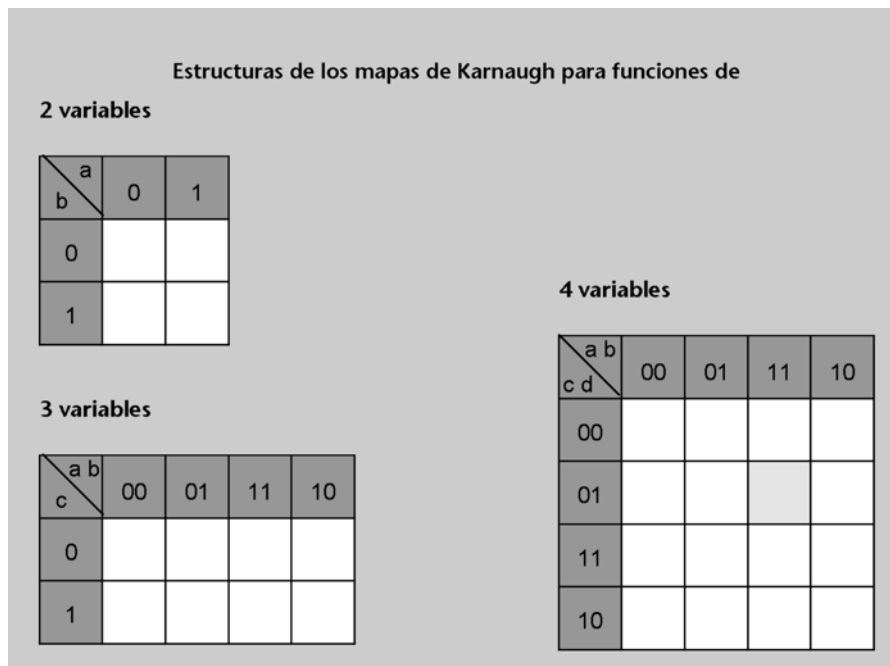 Estructuras de los mapas de Karnaugh para funciones de
2 variables
a
b
0 1
0
1
3 variables
a b
c
00 01 11 10
0
1
4 variables
a b
c d
00 01 11 10
00
01
11
10